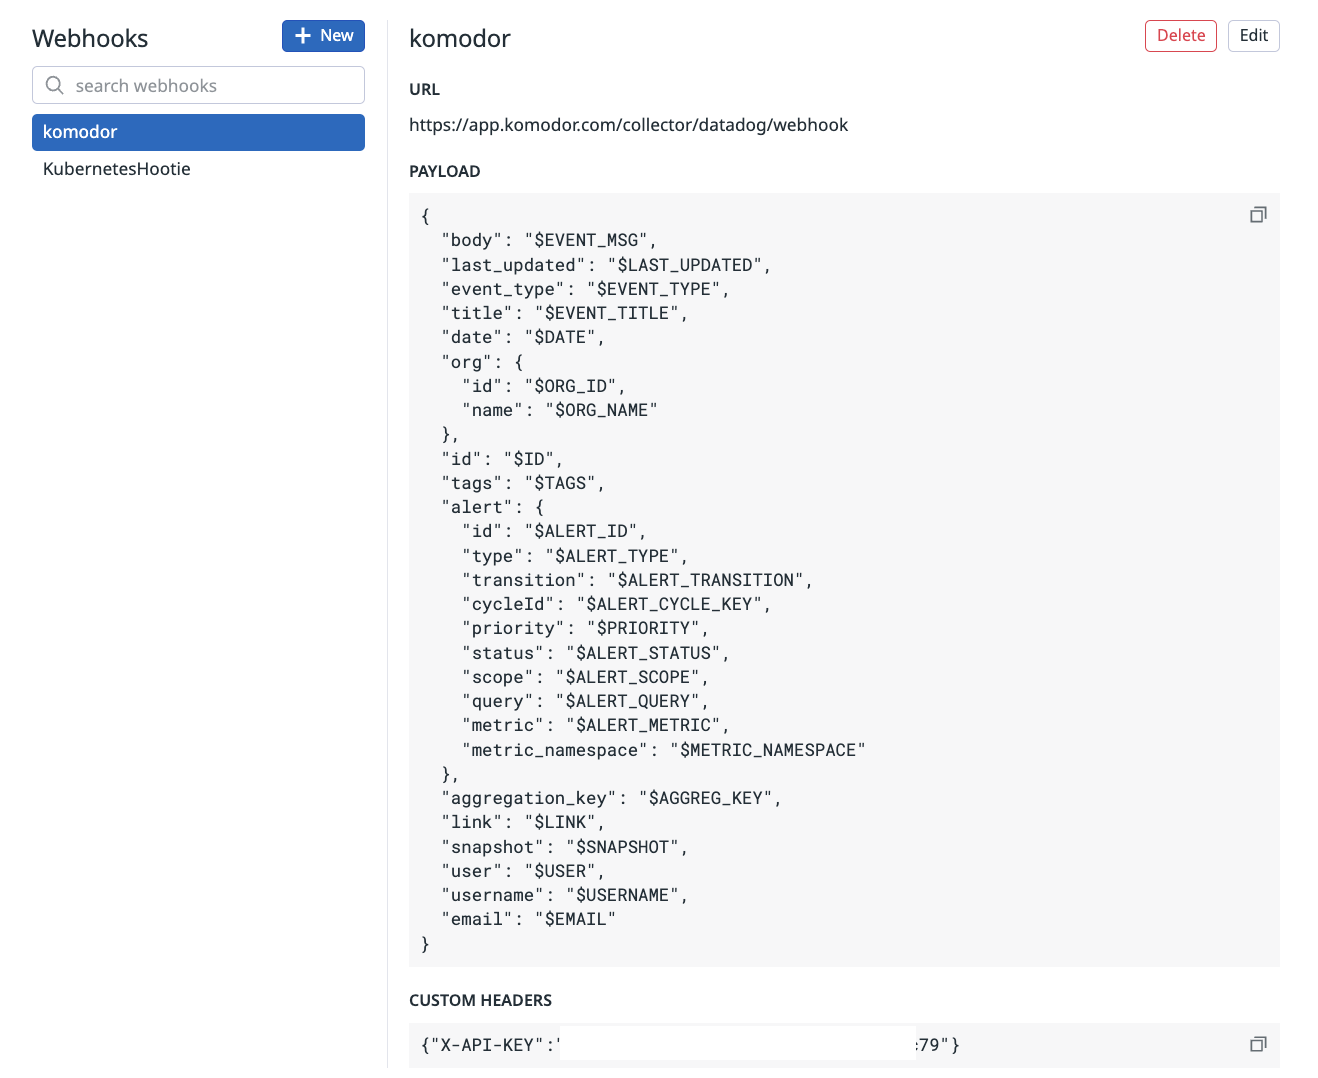 Webhooks
New
search webhooks
komodor
KubernetesHootie
komodor
Delete
Edit
URL
https://app.komodor.com/collector/datadog/webhook
PAYLOAD
{
  "body": "$EVENT_MSG",
  "last_updated": "$LAST_UPDATED",
  "event_type": "$EVENT_TYPE",
  "title": "$EVENT_TITLE",
  "date": "$DATE",
  "org": {
    "id": "$ORG_ID",
    "name": "$ORG_NAME"
  },
  "id": "$ID",
  "tags": "$TAGS",
  "alert": {
    "id": "$ALERT_ID",
    "type": "$ALERT_TYPE",
    "transition": "$ALERT_TRANSITION",
    "cycleId": "$ALERT_CYCLE_KEY",
    "priority": "$PRIORITY",
    "status": "$ALERT_STATUS",
    "scope": "$ALERT_SCOPE",
    "query": "$ALERT_QUERY",
    "metric": "$ALERT_METRIC",
    "metric_namespace": "$METRIC_NAMESPACE"
  },
  "aggregation_key": "$AGGREG_KEY",
  "link": "$LINK",
  "snapshot": "$SNAPSHOT",
  "user": "$USER",
  "username": "$USERNAME",
  "email": "$EMAIL"
}
CUSTOM HEADERS
{"X-API-KEY": 79"}